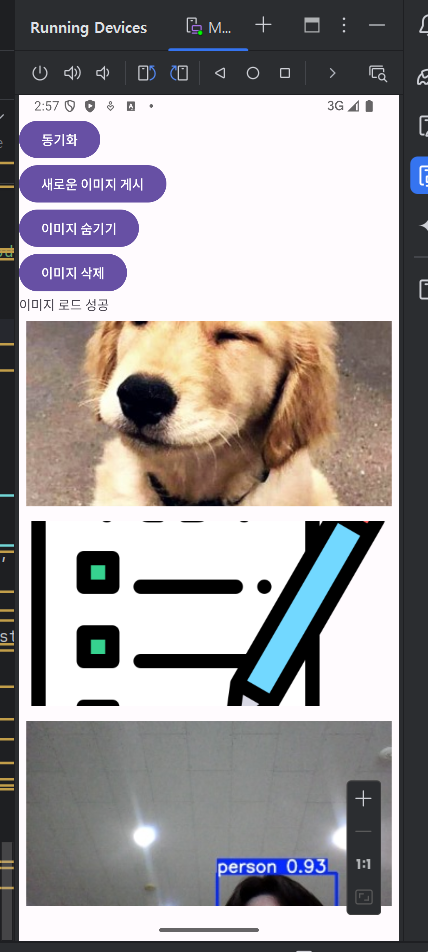 Running Devices
M...
2:57
3G
동기화
새로운 이미지 게시
이미지 숨기기
이미지 삭제
이미지 로드 성공
person 0.93
1:1